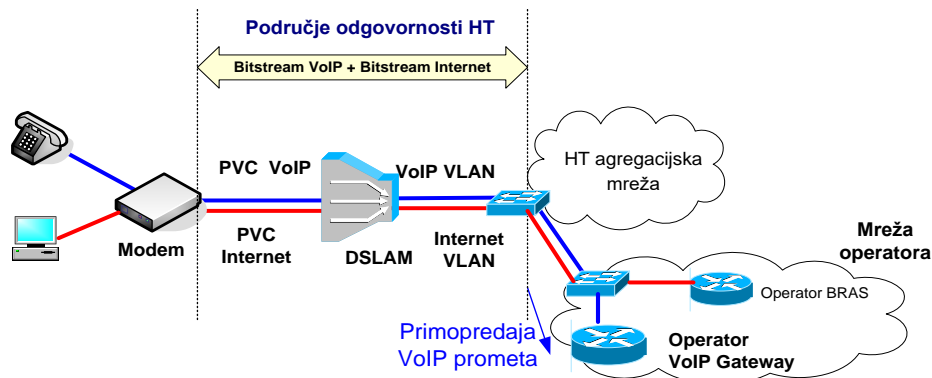 Područje odgovornosti HT
Bitstream VoIP + Bitstream Internet
HT agregacijska
mreža
PVC VoIP
VoIP VLAN
Modem
PVC
Internet
DSLAM
Internet
VLAN
Mreža
operatora
Operator BRAS
Primopredaja
VoIP prometa
Operator
VoIP Gateway